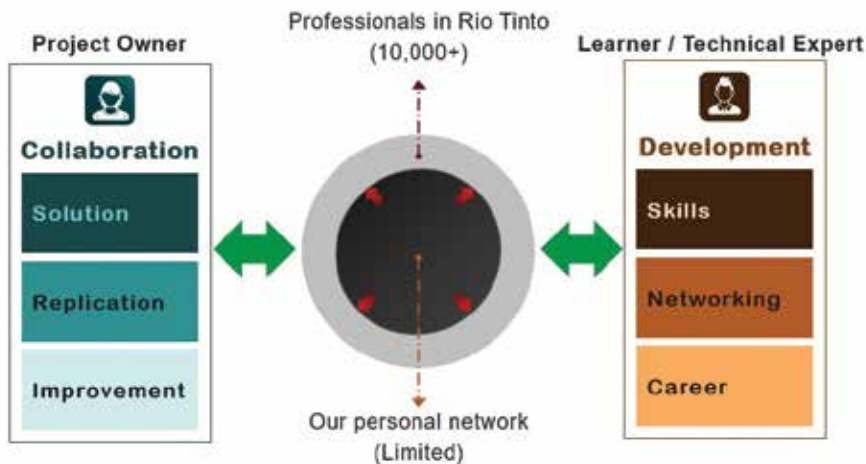 Project Owner
Collaboration
Solution
Replication
Improvement
Professionals in Rio Tinto
(10,000+)
Our personal network
(Limited)
Learner / Technical Expert
Development
Skills
Networking
Career